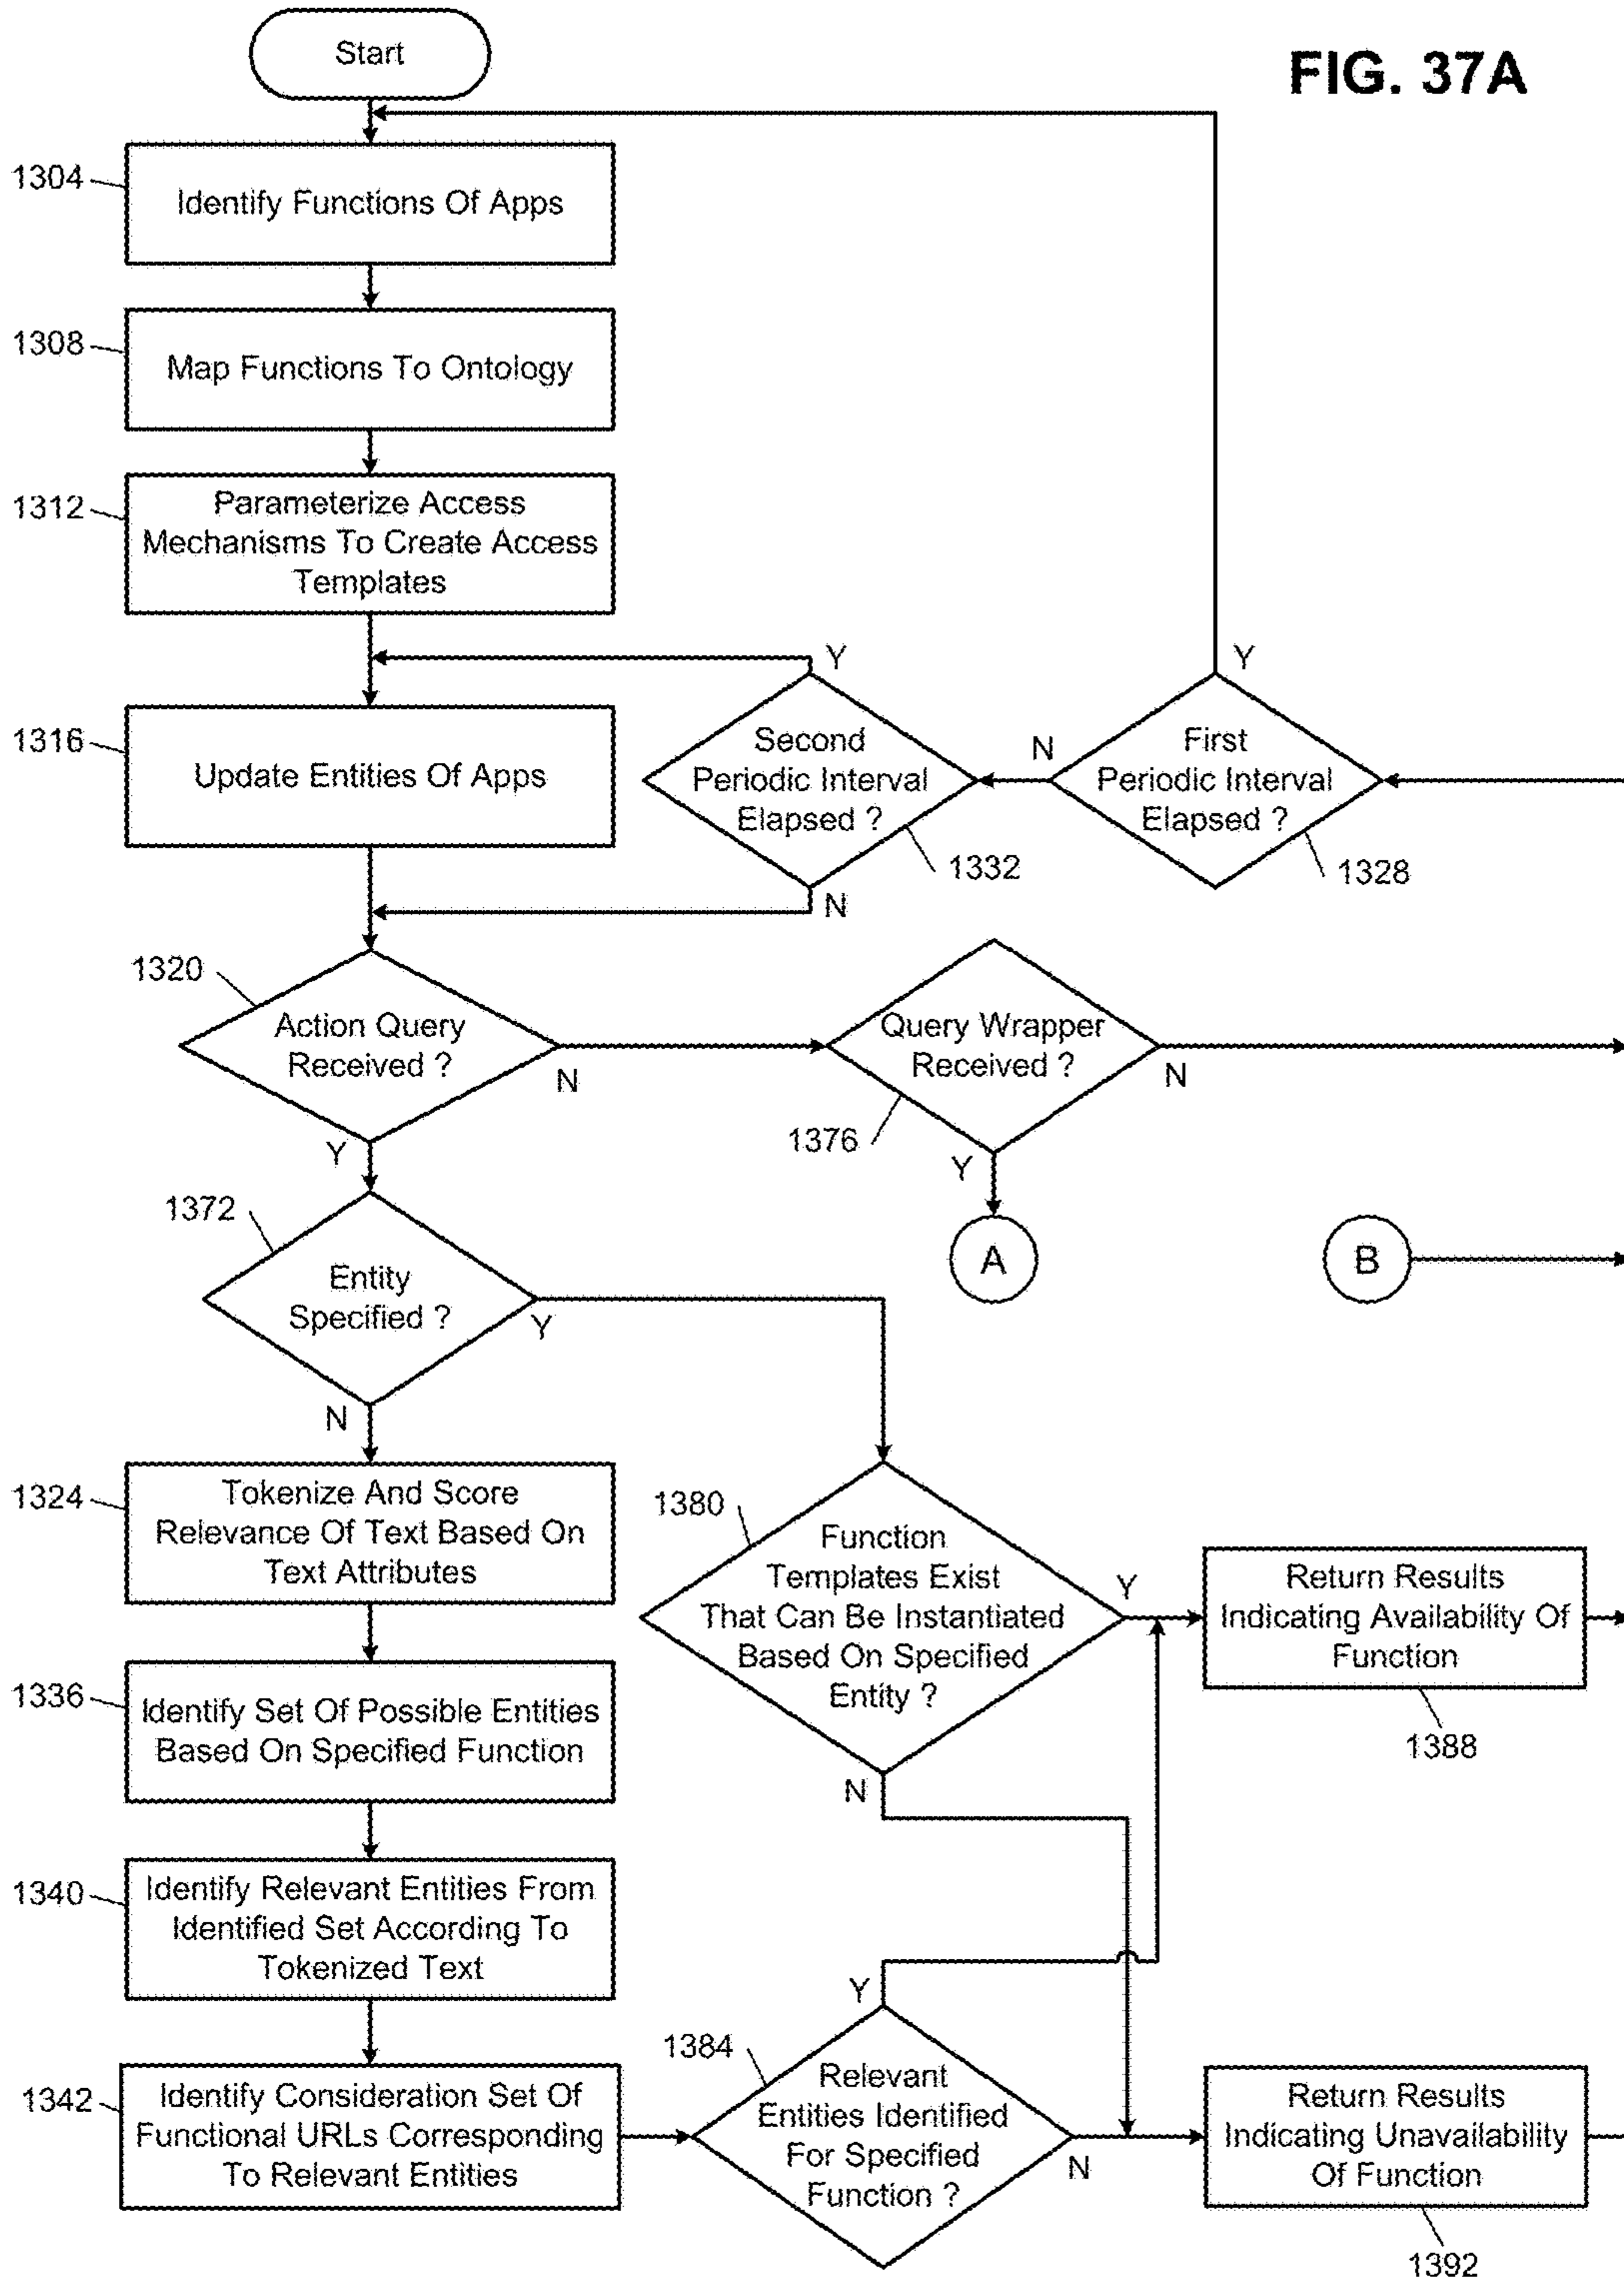 FIG. 37A
Start
1304
Identify Functions Of Apps
1308
Map Functions To Ontology
1312
Parameterize Access
Mechanisms To Create Access
Templates
Y
Y
1316
Update Entities Of Apps
Second
Periodic Interval
Elapsed ?
N
First
Periodic Interval
Elapsed ?
1332
1328
N
1320
Action Query
Received ?
N
Query Wrapper
Received ?
N
1376
Y
Y
1372
Entity
Specified ?
Y
A
B
N
1324
Tokenize And Score
Relevance Of Text Based On
Text Attributes
1380
Function
Templates Exist
That Can Be Instantiated
Based On Specified
Entity ?
Y
Return Results
Indicating Availability Of
Function
1388
1336
Identify Set Of Possible Entities
Based On Specified Function
N
1340
Identify Relevant Entities From
Identified Set According To
Tokenized Text
Y
1384
1342
Identify Consideration Set Of
Functional URLs Corresponding
To Relevant Entities
Relevant
Entities Identified
For Specified
Function ?
N
Return Results
Indicating Unavailability
Of Function
1392